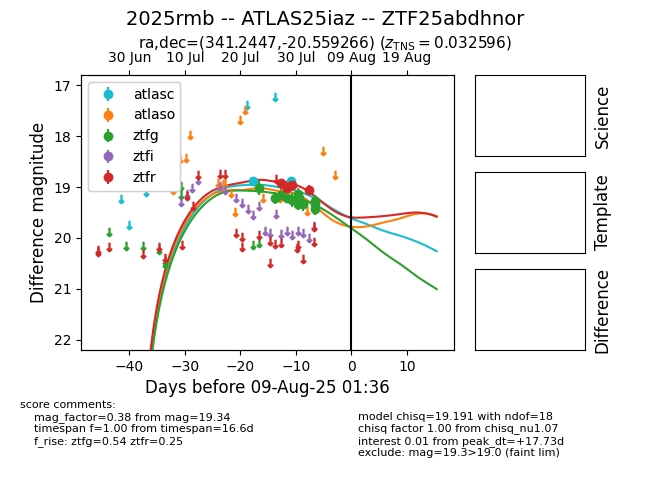 2025rmb -- ATLAS25iaz -- ZTF25abdhnor
ra,dec=(341.2447,-20.559266) (zTNS = 0.032596)
30 Jun 10 Jul 20 Jul 30 Jul 09 Aug 19 Aug
17
18
19
20
21
22
Difference magnitude
atlasc
atlaso
ztfg
ztfi
ztfr
−40 −30 −20 −10 0 10
Days before 09-Aug-25 01:36
Science
Template
Difference
score comments:
mag_factor=0.38 from mag=19.34
timespan f=1.00 from timespan=16.6d
f_rise: ztfg=0.54 ztfr=0.25
model chisq=19.191 with ndof=18
chisq factor 1.00 from chisq_nu1.07
interest 0.01 from peak_dt=+17.73d
exclude: mag=19.3>19.0 (faint lim)